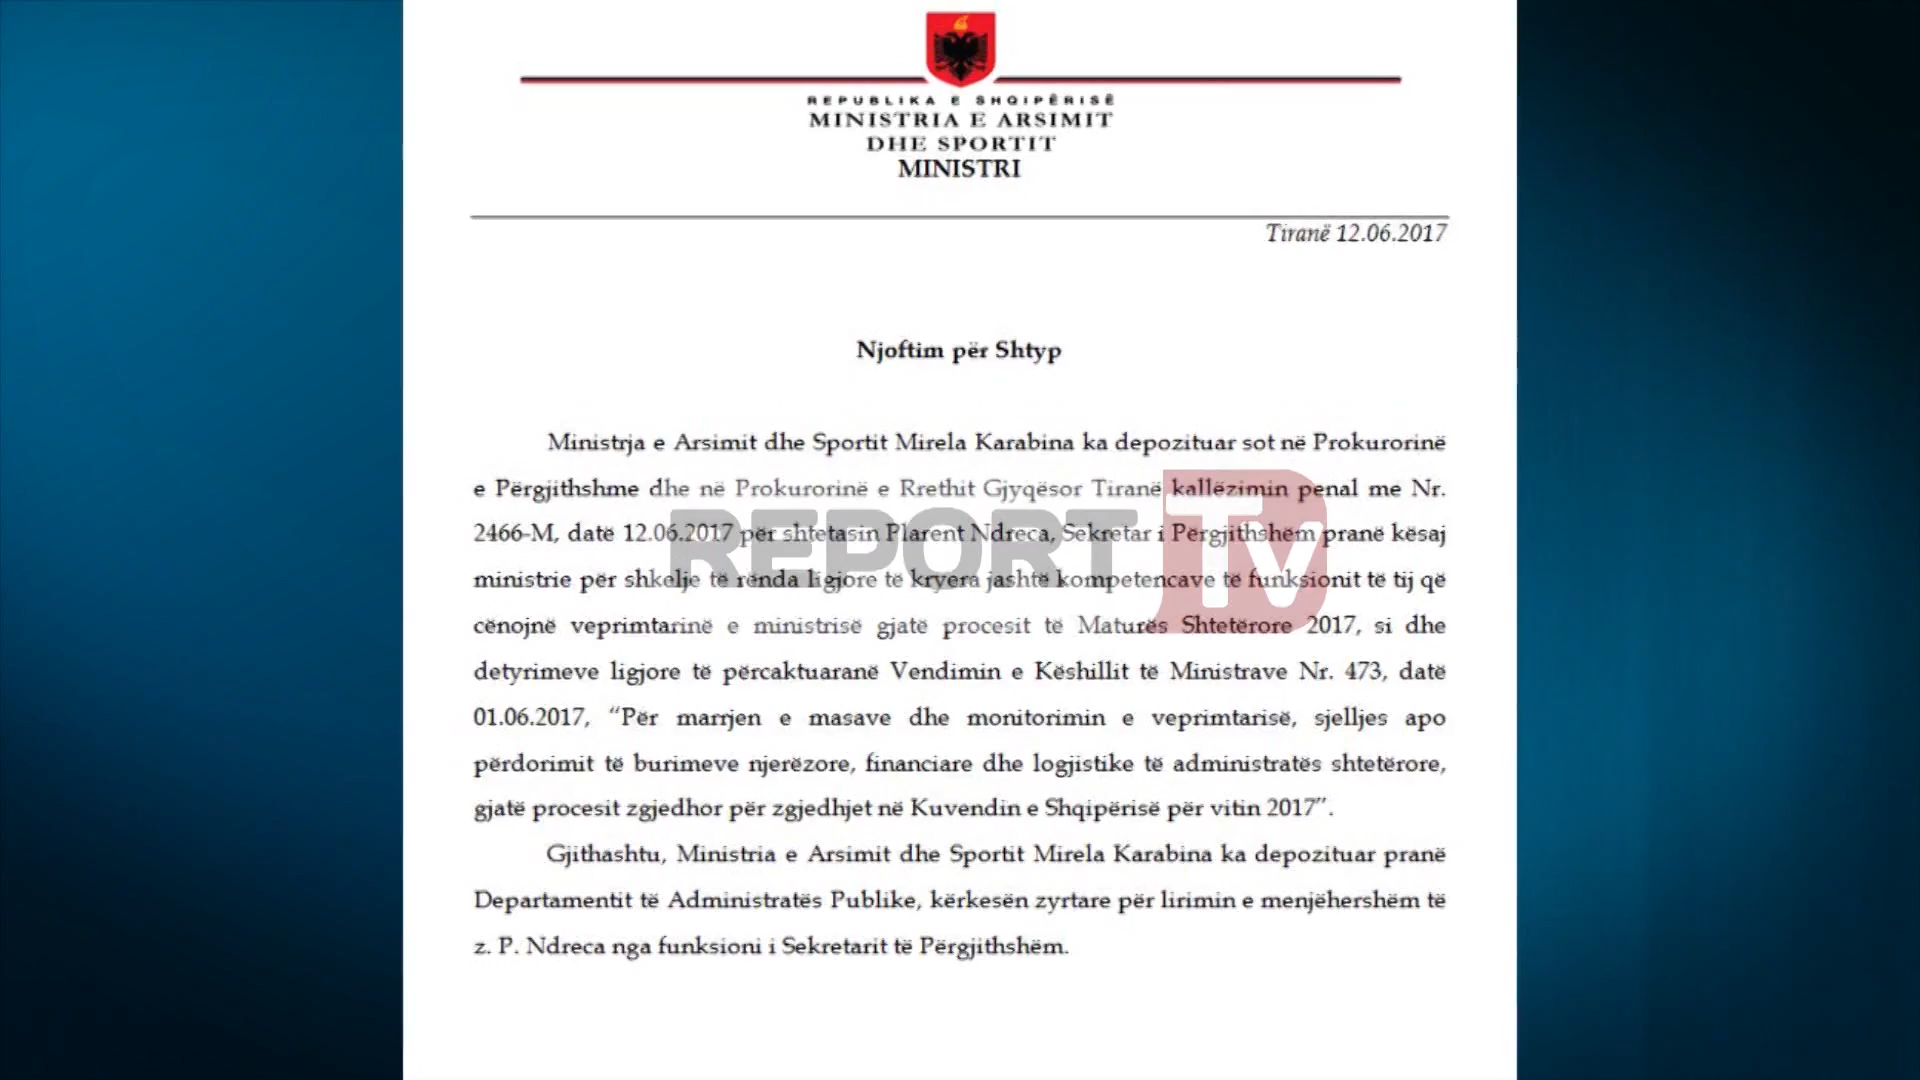 REPUBLIKA E SHQIPËRISË
MINISTRIA E ARSIMIT
DHE SPORTIT
MINISTRI
Tiranë 12.06.2017
Njoftim për Shtyp
Ministrja e Arsimit dhe Sportit Mirela Karabina ka depozituar sot në Prokurorinë
e Përgjithshme dhe në Prokurorinë e Rrethit Gjyqësor Tiranë kallëzimin penal me Nr.
2466-M, datë 12.06.2017 për shtetasin Plarent Ndreca, Sekretar i Përgjithshëm pranë kësaj
ministrie për shkelje të rënda ligjore të kryera jashtë kompetencave të funksionit të tij që
cënojnë veprimtarinë e ministrisë gjatë procesit të Maturës Shtetërore 2017, si dhe
detyrimeve ligjore të përcaktuaranë Vendimin e Këshillit të Ministrave Nr. 473, datë
01.06.2017, “Për marrjen e masave dhe monitorimin e veprimtarisë, sjelljes apo
përdorimit të burimeve njerëzore, financiare dhe logjistike të administratës shtetërore,
gjatë procesit zgjedhor për zgjedhjet në Kuvendin e Shqipërisë për vitin 2017”.
Gjithashtu, Ministria e Arsimit dhe Sportit Mirela Karabina ka depozituar pranë
Departamentit të Administratës Publike, kërkesën zyrtare për lirimin e menjëhershëm të
z. P. Ndreca nga funksioni i Sekretarit të Përgjithshëm.
REPORT TV